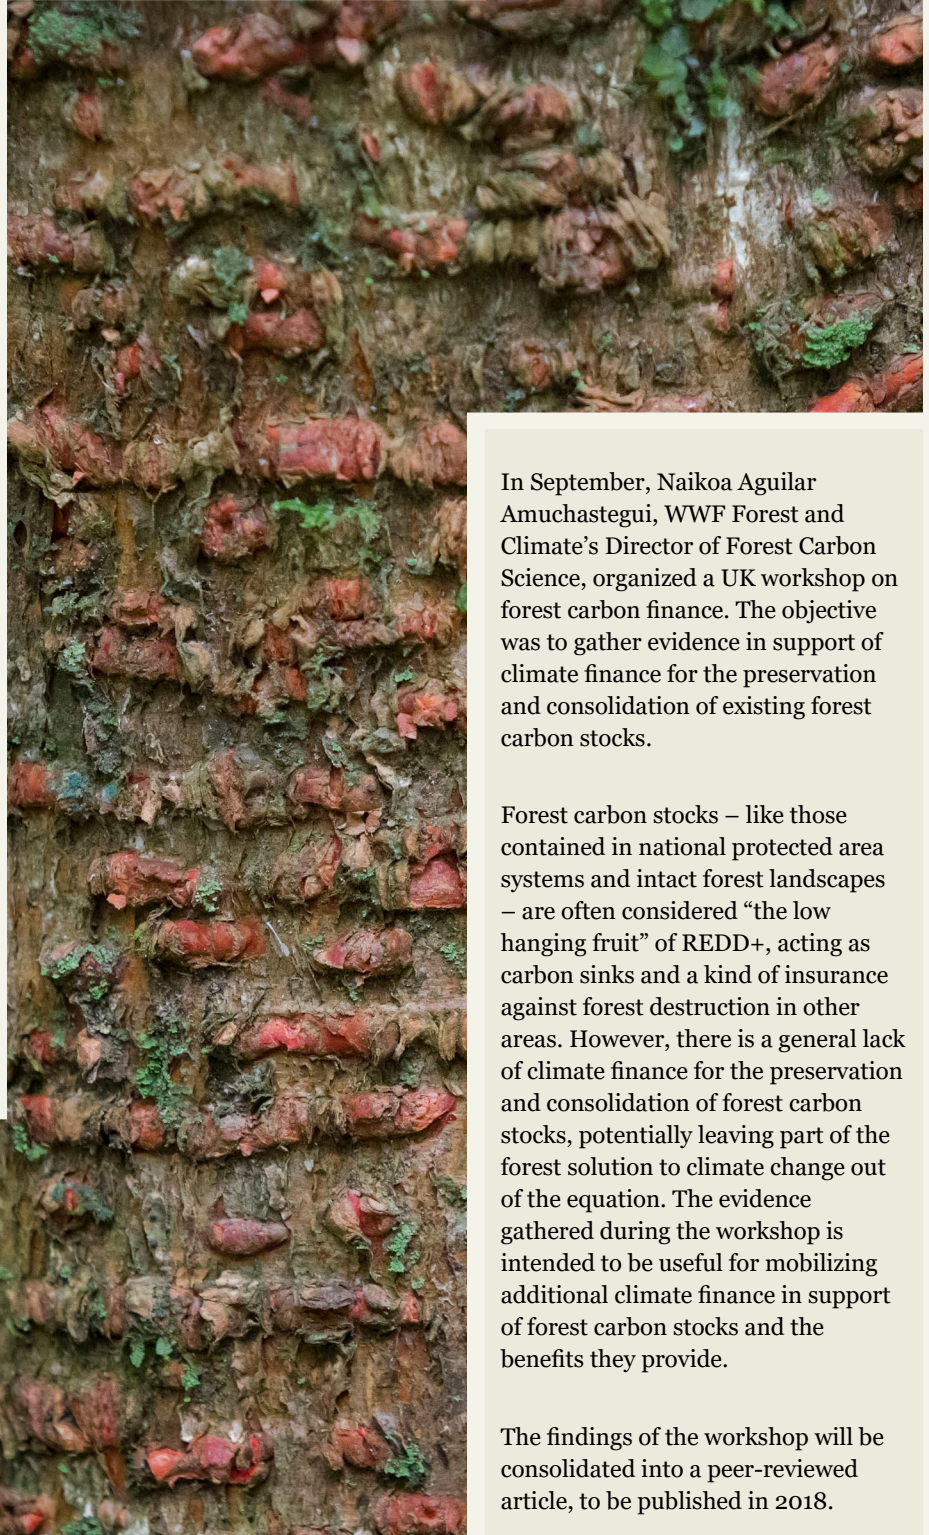 In September, Naikoa Aguilar
Amuchastegui, WWF Forest and
Climate’s Director of Forest Carbon
Science, organized a UK workshop on
forest carbon finance. The objective
was to gather evidence in support of
climate finance for the preservation
and consolidation of existing forest
carbon stocks.
Forest carbon stocks – like those
contained in national protected area
systems and intact forest landscapes
– are often considered “the low
hanging fruit” of REDD+, acting as
carbon sinks and a kind of insurance
against forest destruction in other
areas. However, there is a general lack
of climate finance for the preservation
and consolidation of forest carbon
stocks, potentially leaving part of the
forest solution to climate change out
of the equation. The evidence
gathered during the workshop is
intended to be useful for mobilizing
additional climate finance in support
of forest carbon stocks and the
benefits they provide.
The findings of the workshop will be
consolidated into a peer-reviewed
article, to be published in 2018.